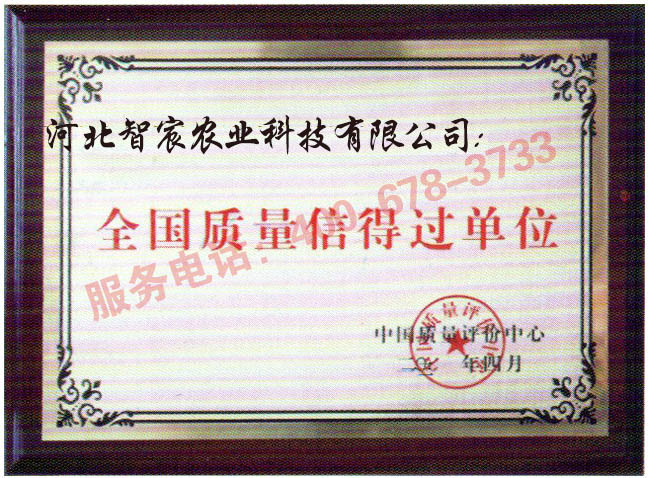 河北智宸农业科技有限公司:
全国质量信得过单位
服务电话:400-678-3733
中国质量评价中心
年四月